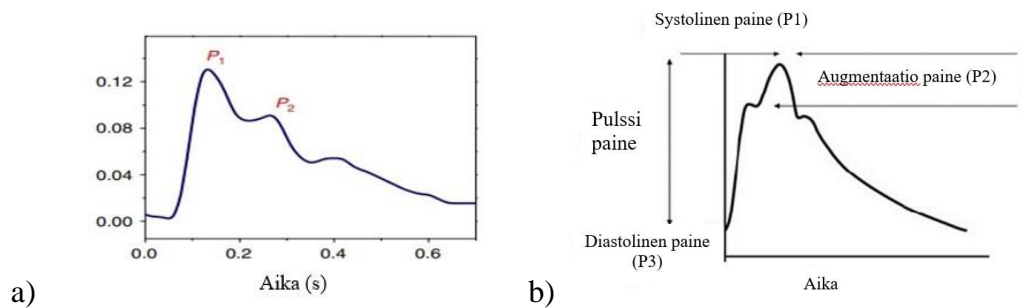 P1
P2
0.12
0.08
0.04
0.00
0.0
0.2
0.4
0.6
Aika (s)
a)
Systolinen paine (P1)
Augmentaatio paine (P2)
Pulssi
paine
Diastolinen paine
(P3)
Aika
b)